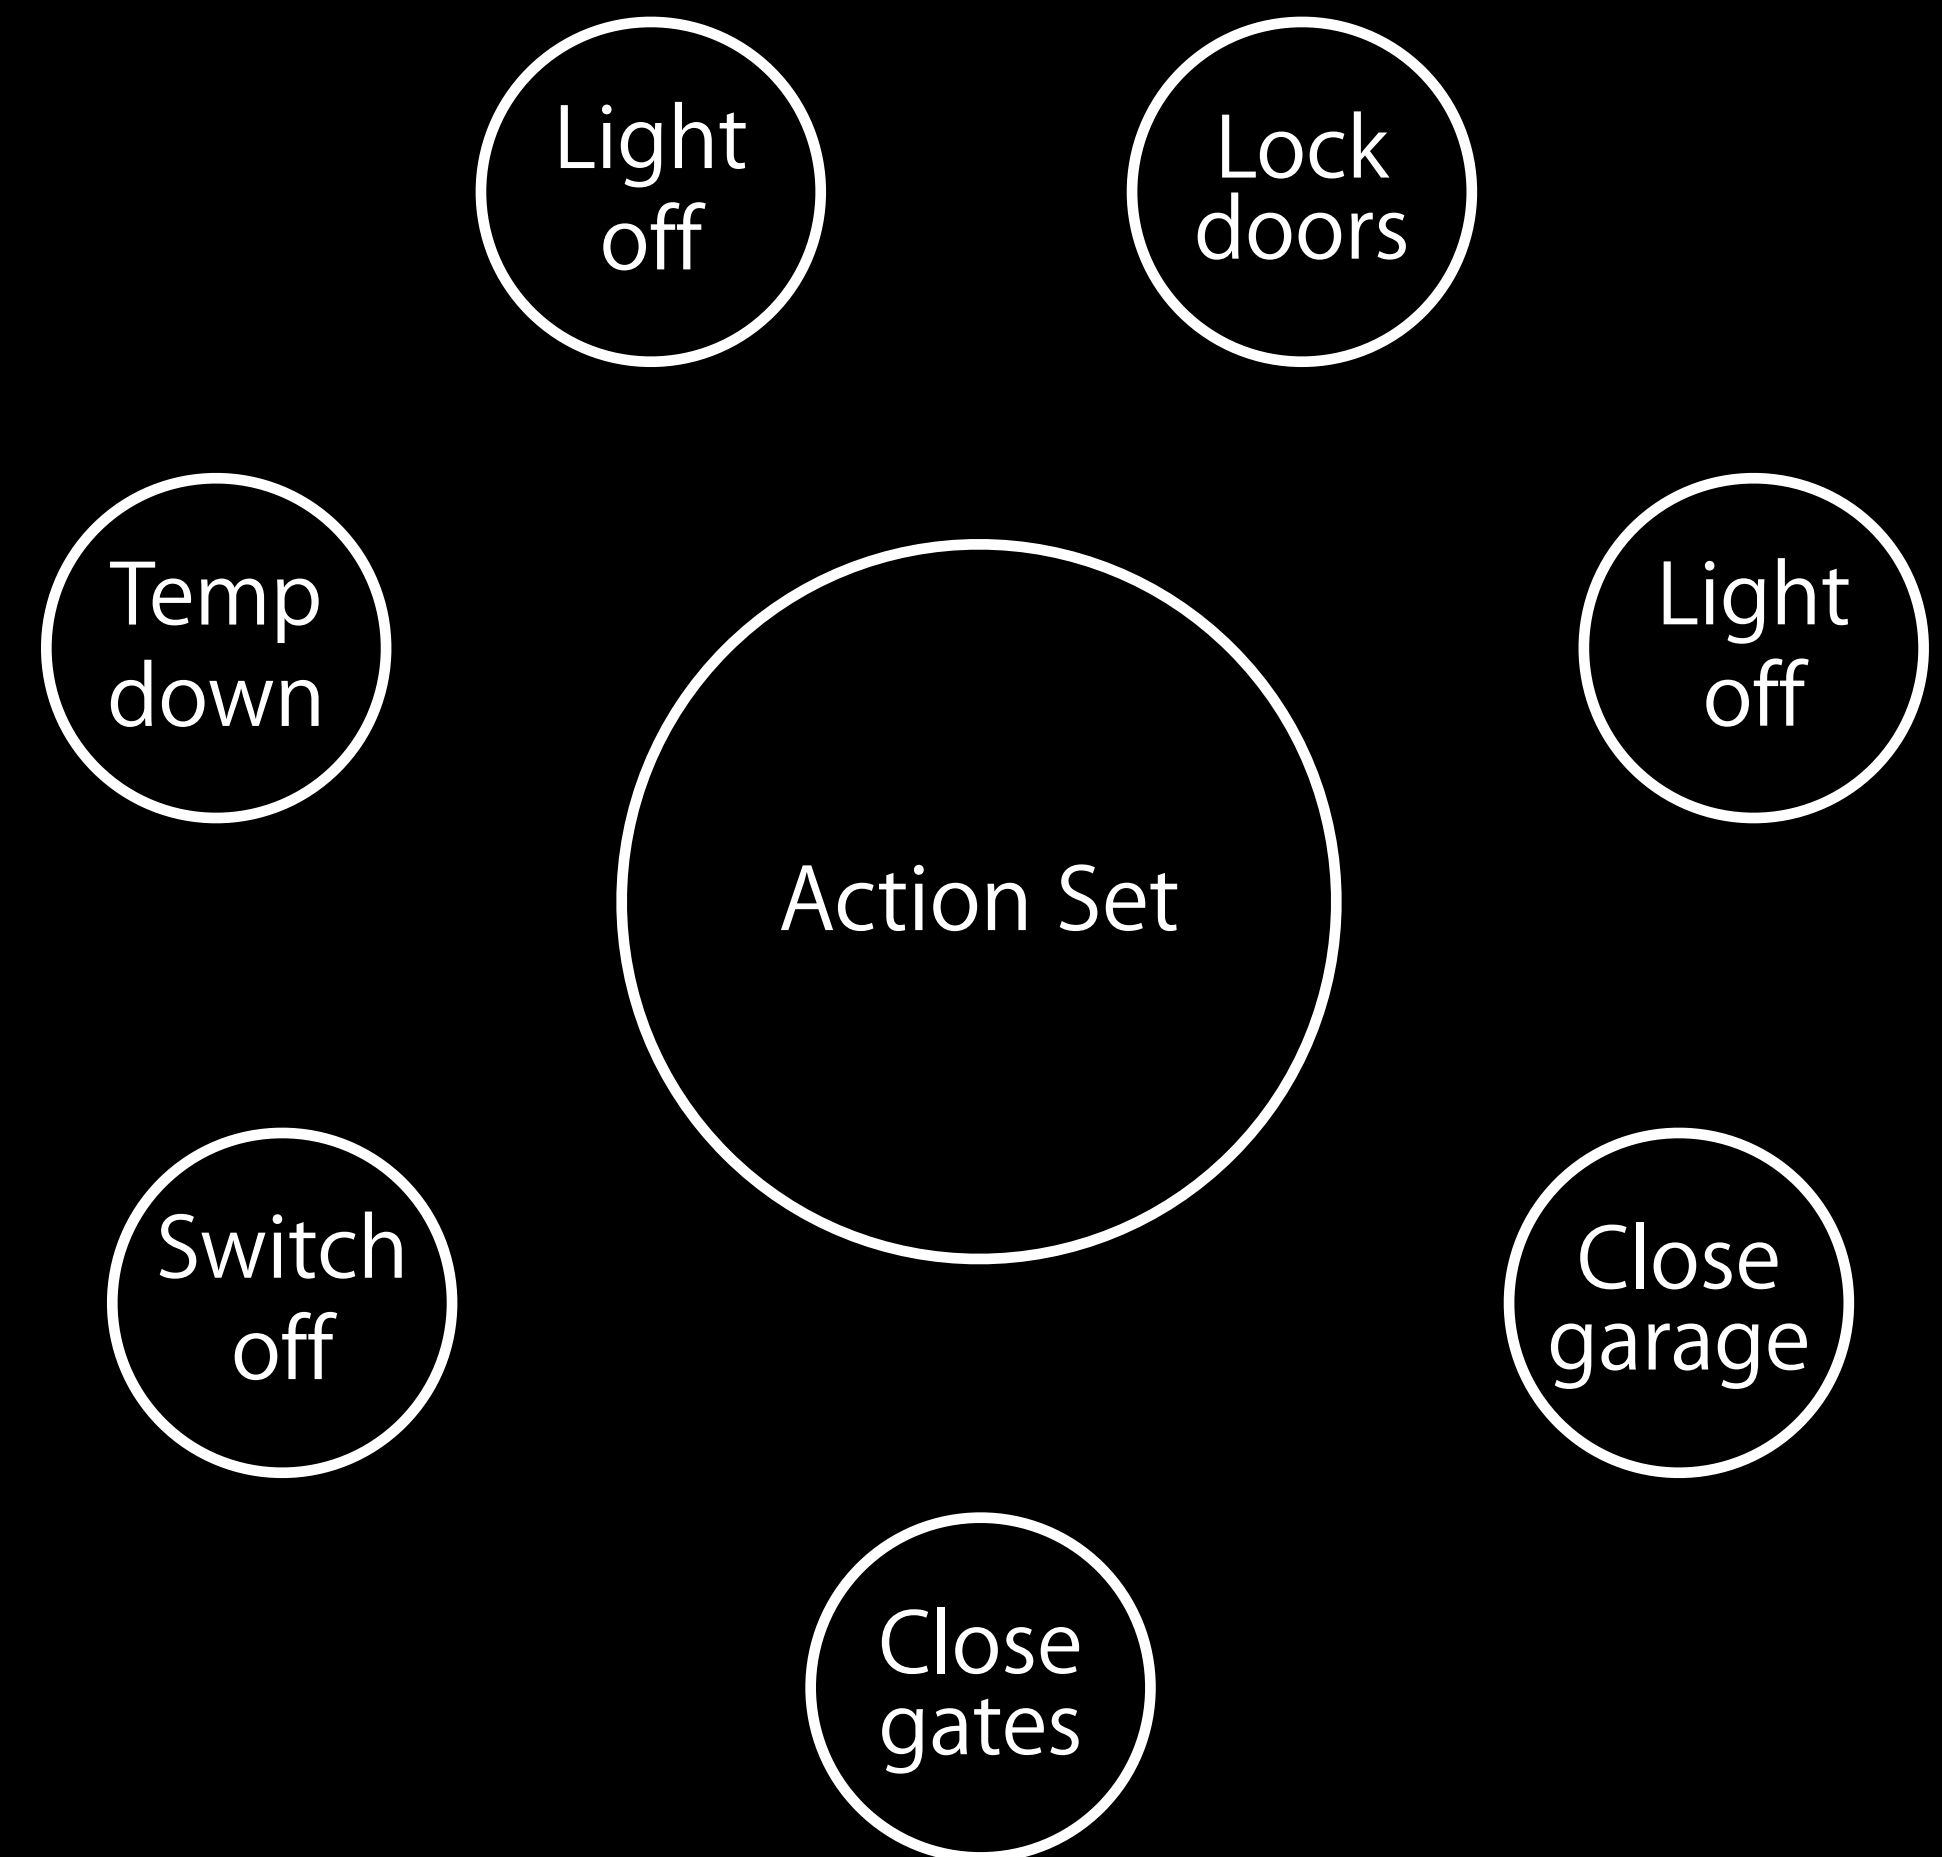 Light
off
Lock
doors
Temp
down
Light
off
Action Set
Switch
off
Close
garage
Close
gates